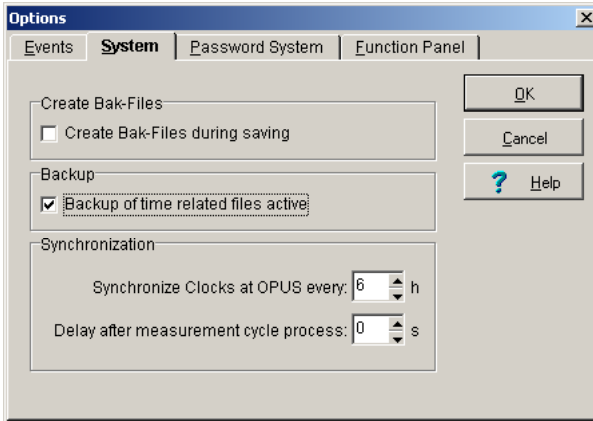 Options
Events System Password System Function Panel
Create Bak-Files
Create Bak-Files during saving
OK
Cancel
Backup
Backup of time related files active
? Help
Synchronization
Synchronize Clocks at OPUS every: 6 h
Delay after measurement cycle process: 0 s